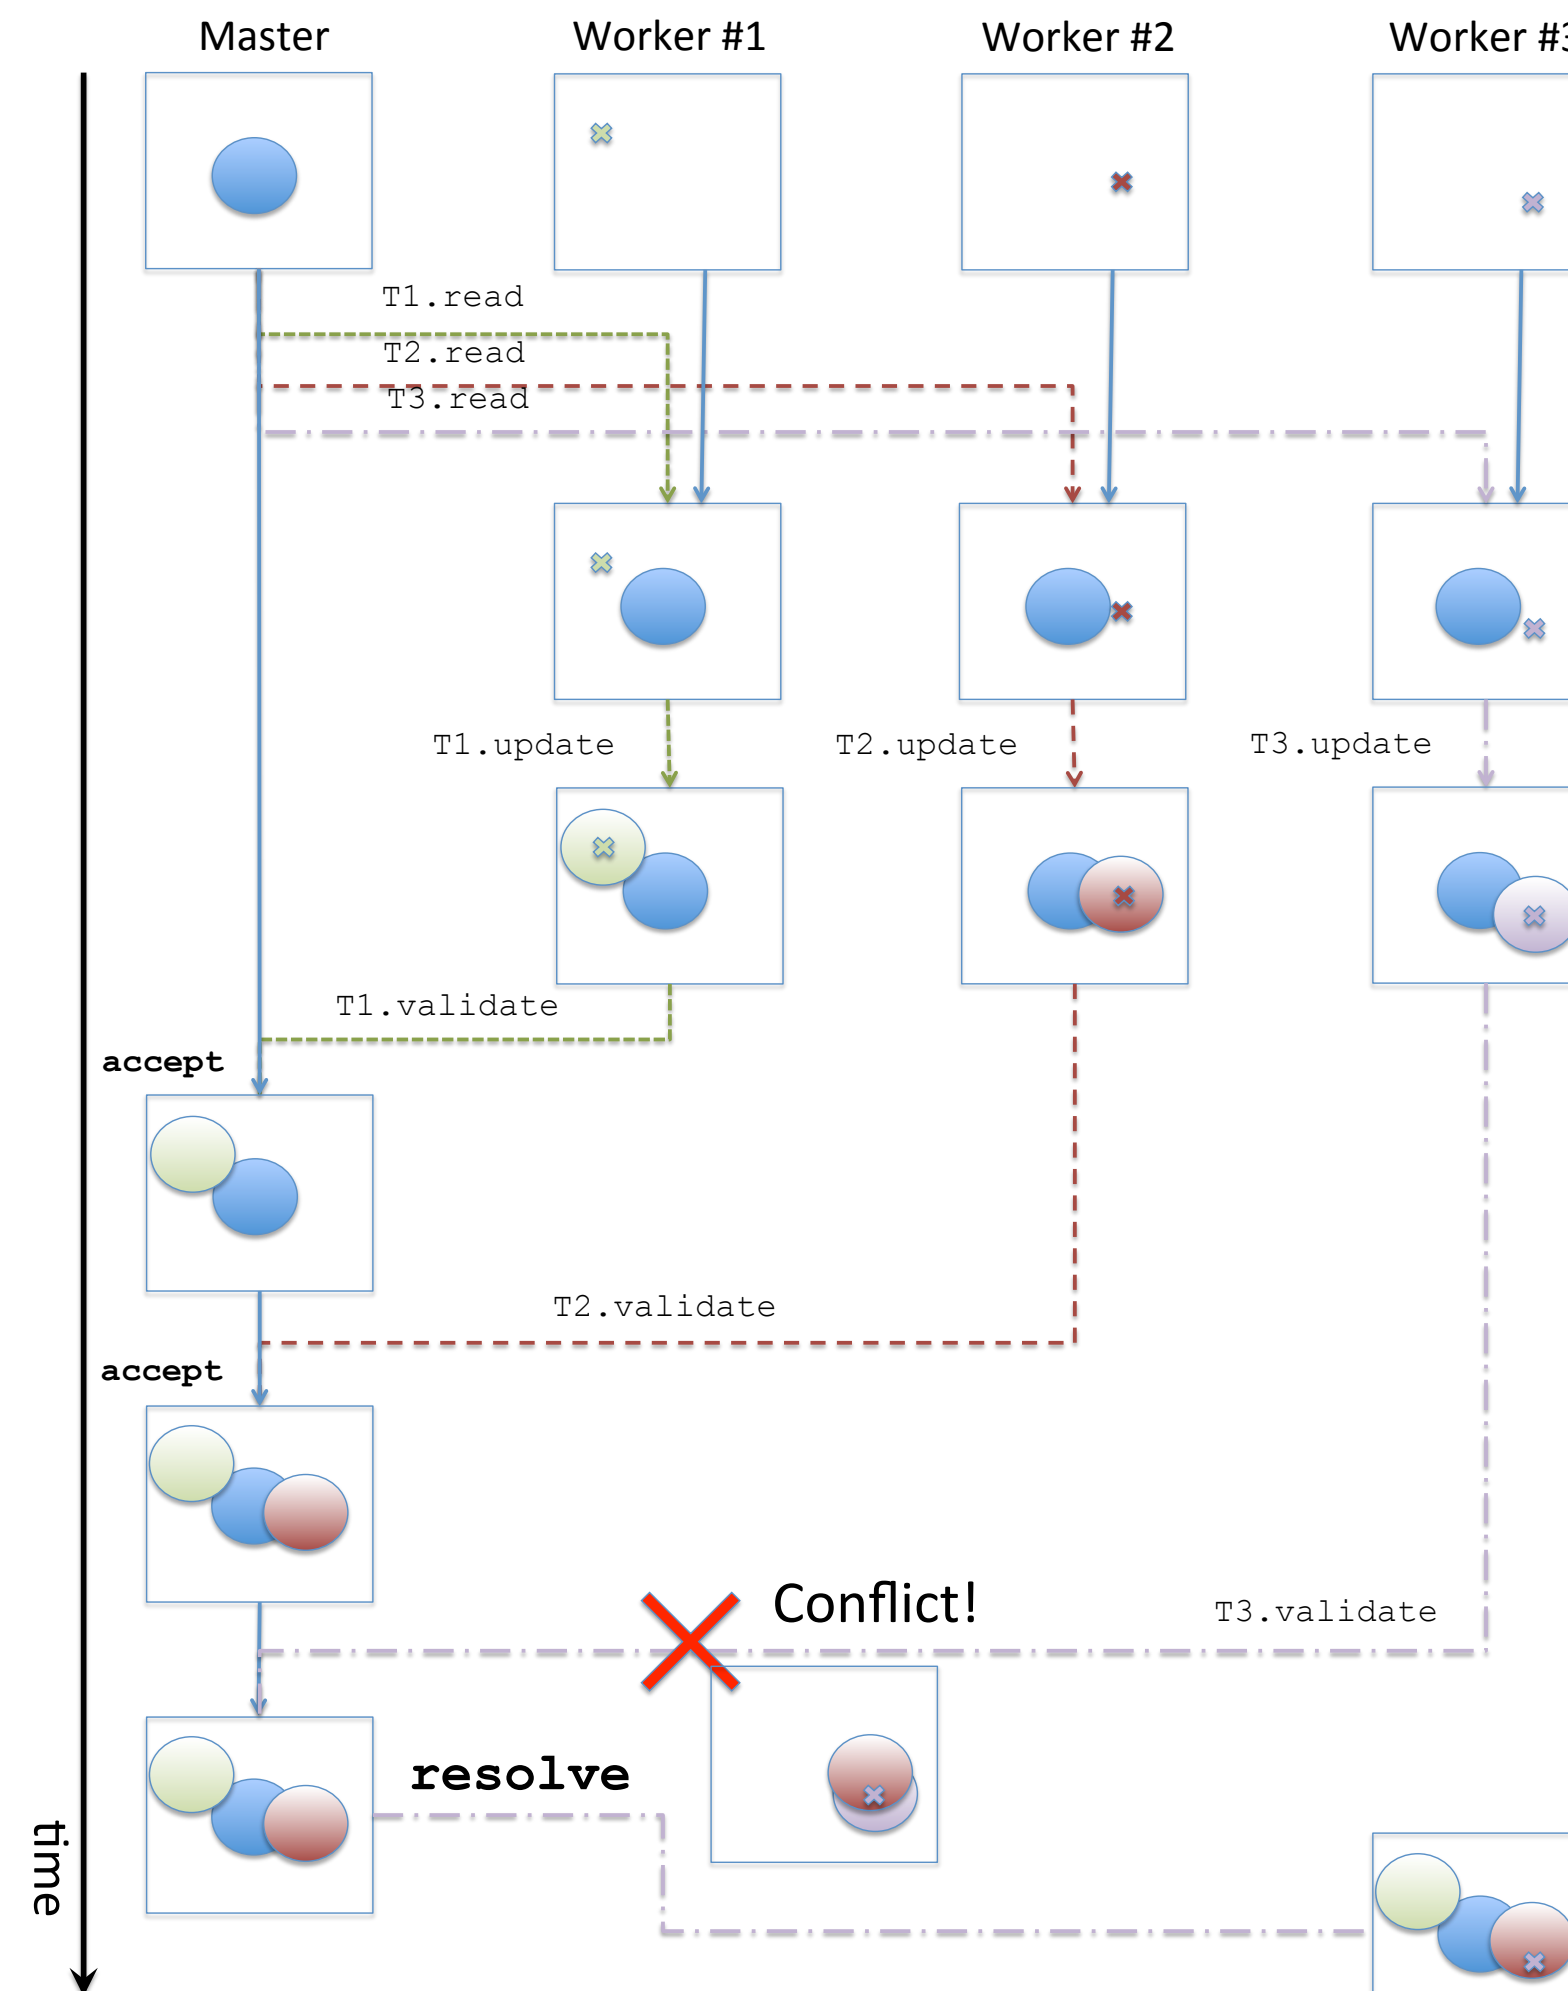 Master
Worker #1
Worker #2
Worker #3
T1.read
T2.read
T3.read
T1.update
T2.update
T3.update
T1.validate
accept
T2.validate
accept
Conflict!
T3.validate
resolve
time